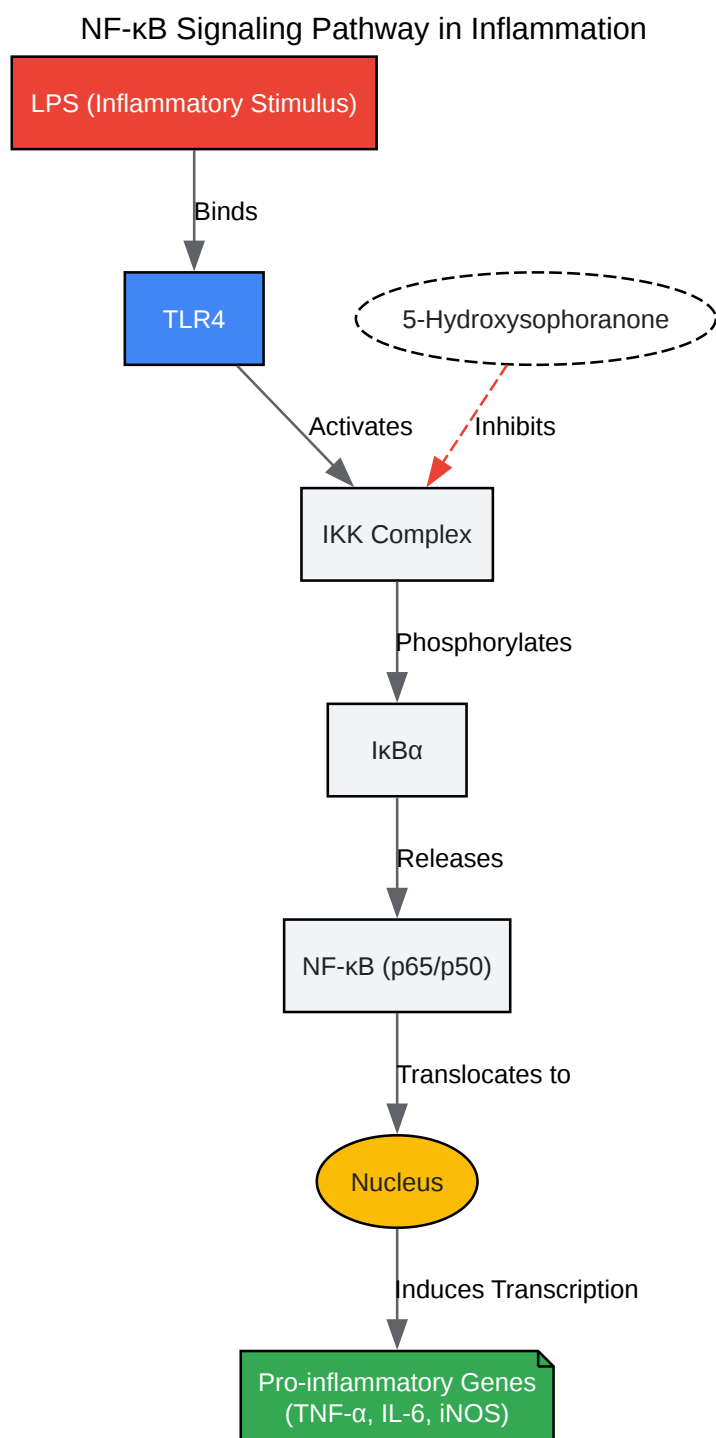 NF-κB Signaling Pathway in Inflammation
LPS (Inflammatory Stimulus)
Binds
TLR4
5-Hydroxysophoranone
Activates
Inhibits
IKK Complex
Phosphorylates
IκBα
Releases
NF-κB (p65/p50)
Translocates to
Nucleus
Induces Transcription
Pro-inflammatory Genes
(TNF-α, IL-6, iNOS)